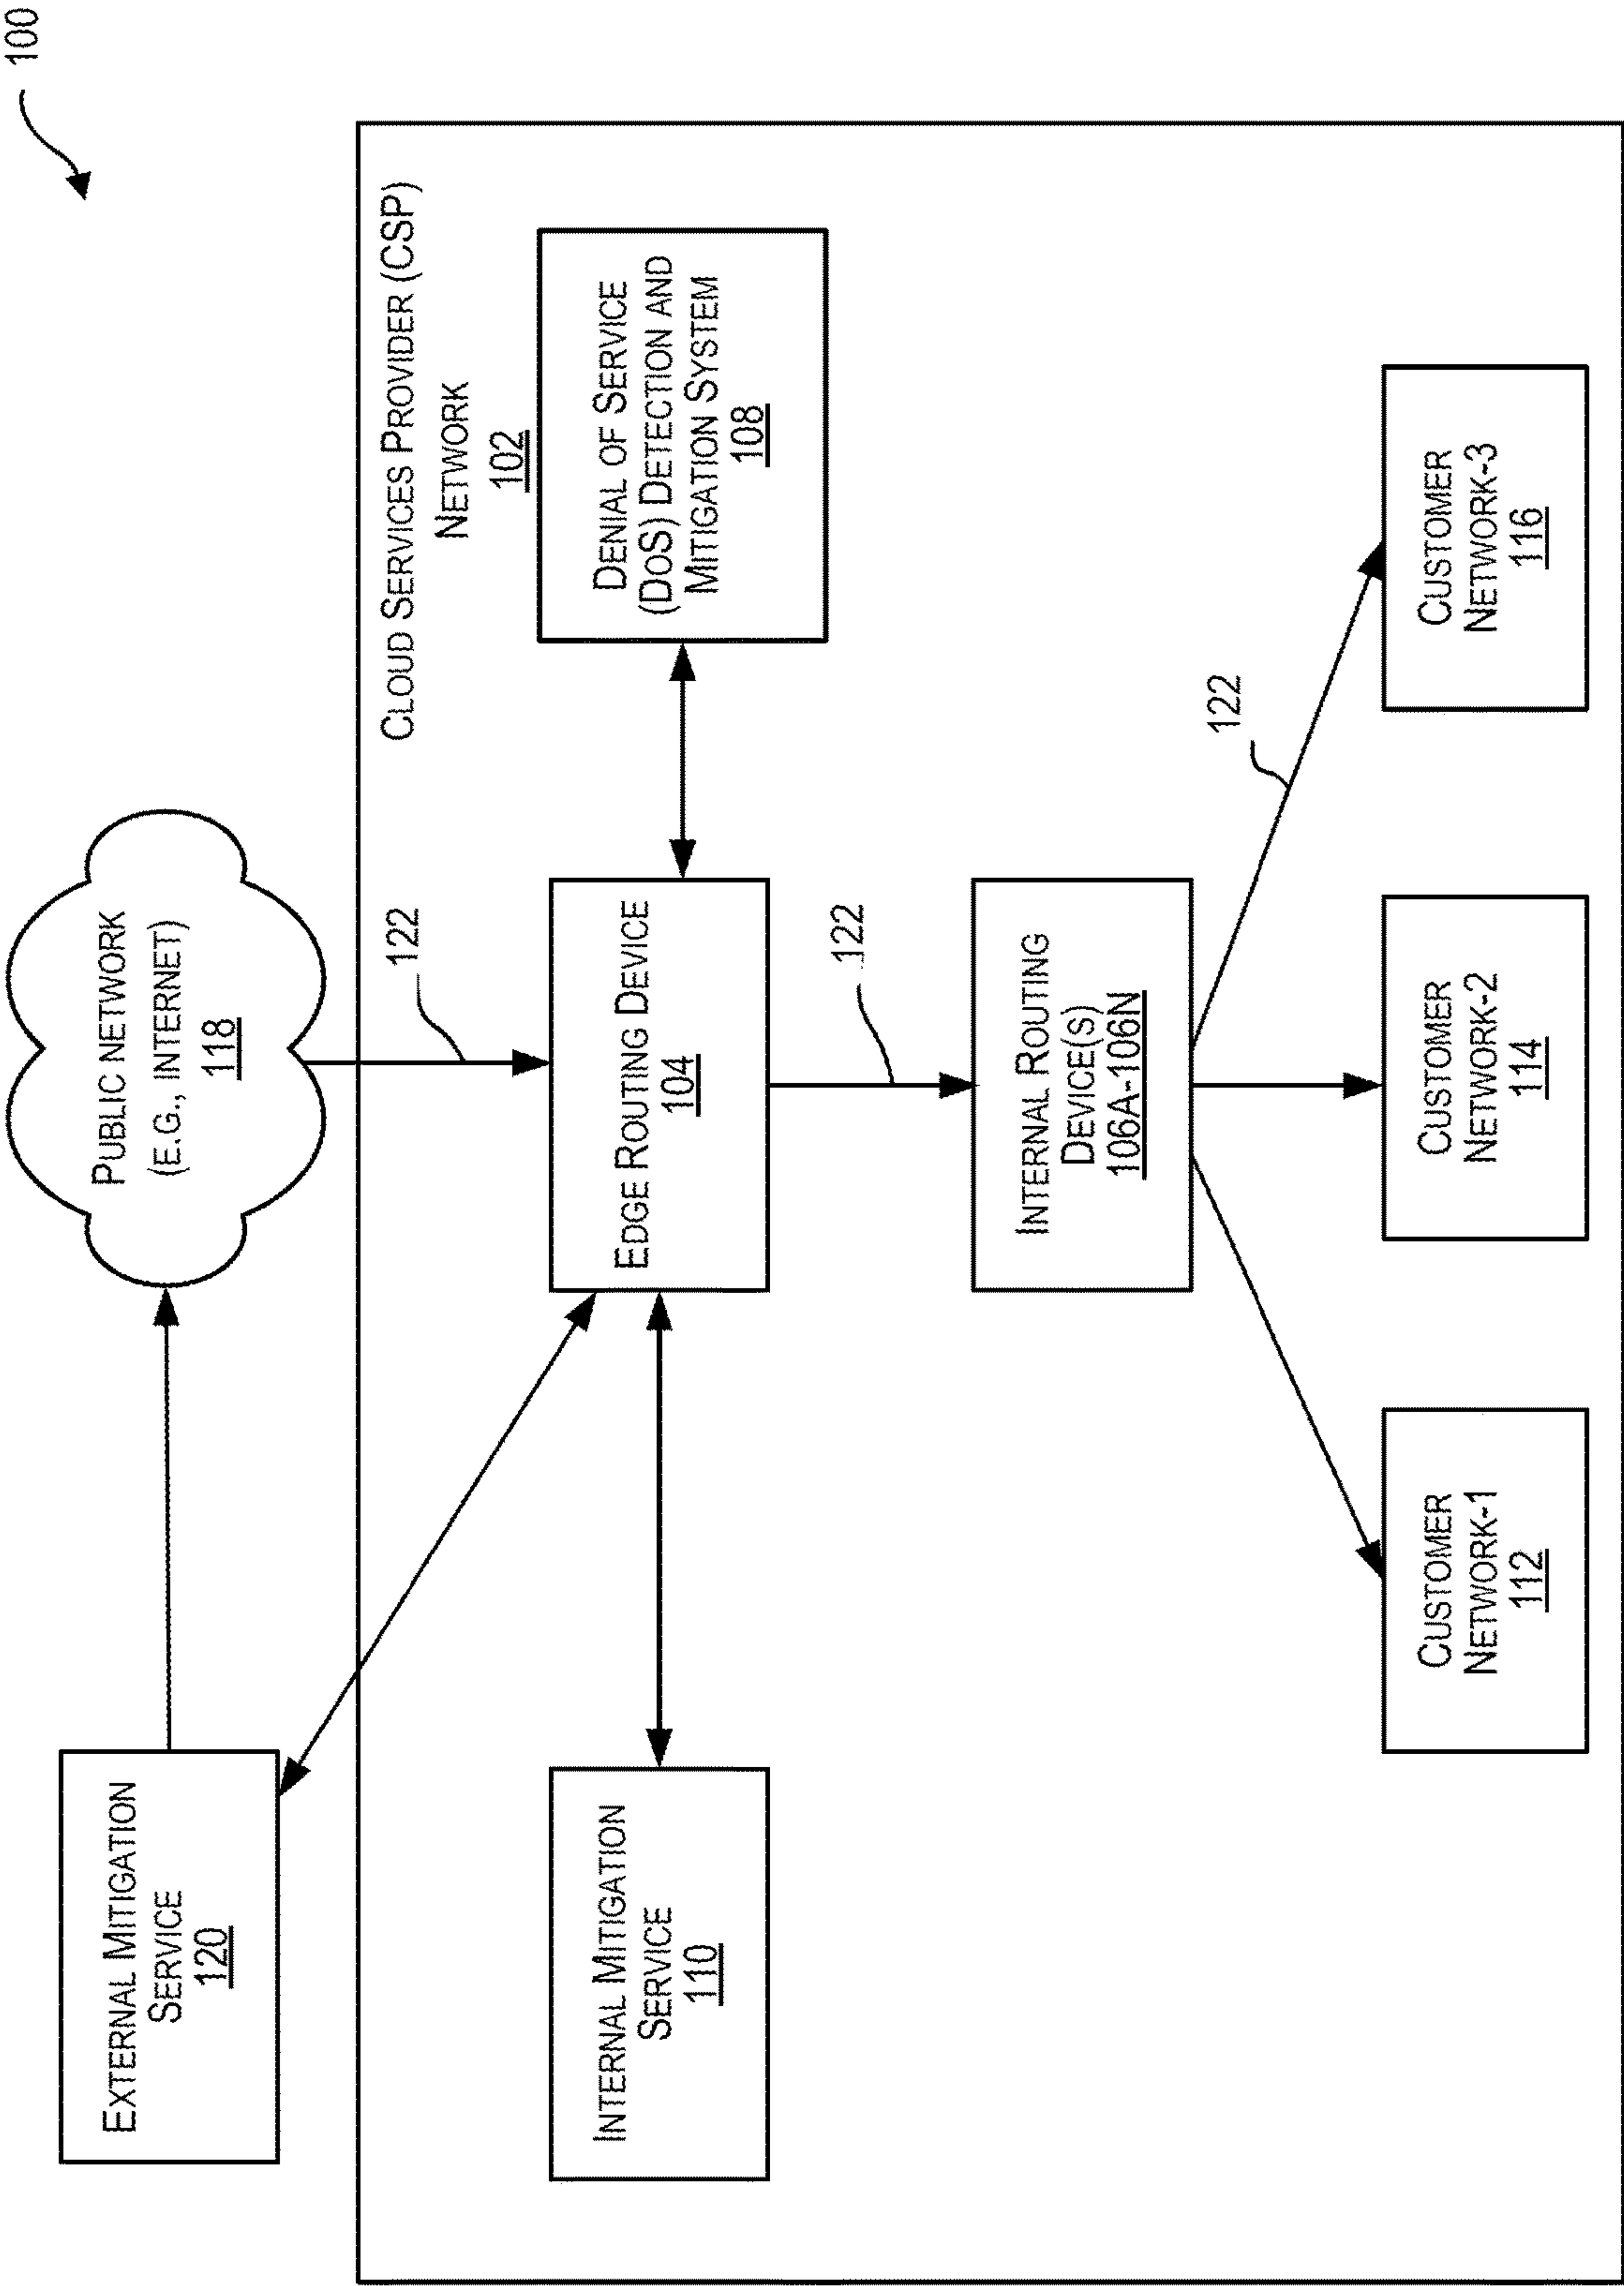 100
EXTERNAL MITIGATION
SERVICE
120
PUBLIC NETWORK
(E.G., INTERNET)
118
CLOUD SERVICES PROVIDER (CSP)
NETWORK
102
122
INTERNAL MITIGATION
SERVICE
110
EDGE ROUTING DEVICE
104
DENIAL OF SERVICE
(DOS) DETECTION AND
MITIGATION SYSTEM
108
122
INTERNAL ROUTING
DEVICE(S)
106A-106N
122
CUSTOMER
NETWORK-1
112
CUSTOMER
NETWORK-2
114
CUSTOMER
NETWORK-3
116